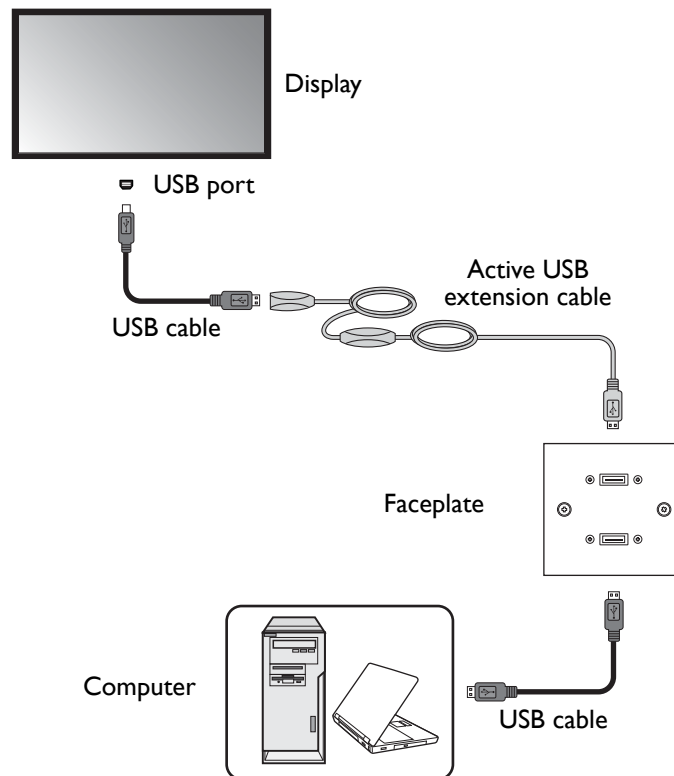 Display
USB port
Active USB
extension cable
USB cable
Faceplate
Computer
USB cable